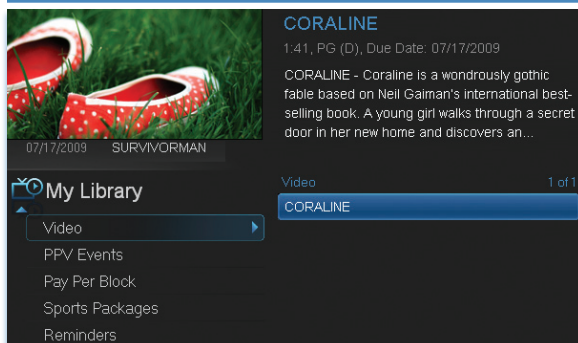 CORALINE
1:41, PG (D), Due Date: 07/17/2009
CORALINE - Coraline is a wondrously gothic
fable based on Neil Gaiman's international best-
selling book. A young girl walks through a secret
door in her new home and discovers an...
07/17/2009 SURVIVORMAN
My Library
Video
PPV Events
Pay Per Block
Sports Packages
Reminders
Video 1 of 1
CORALINE